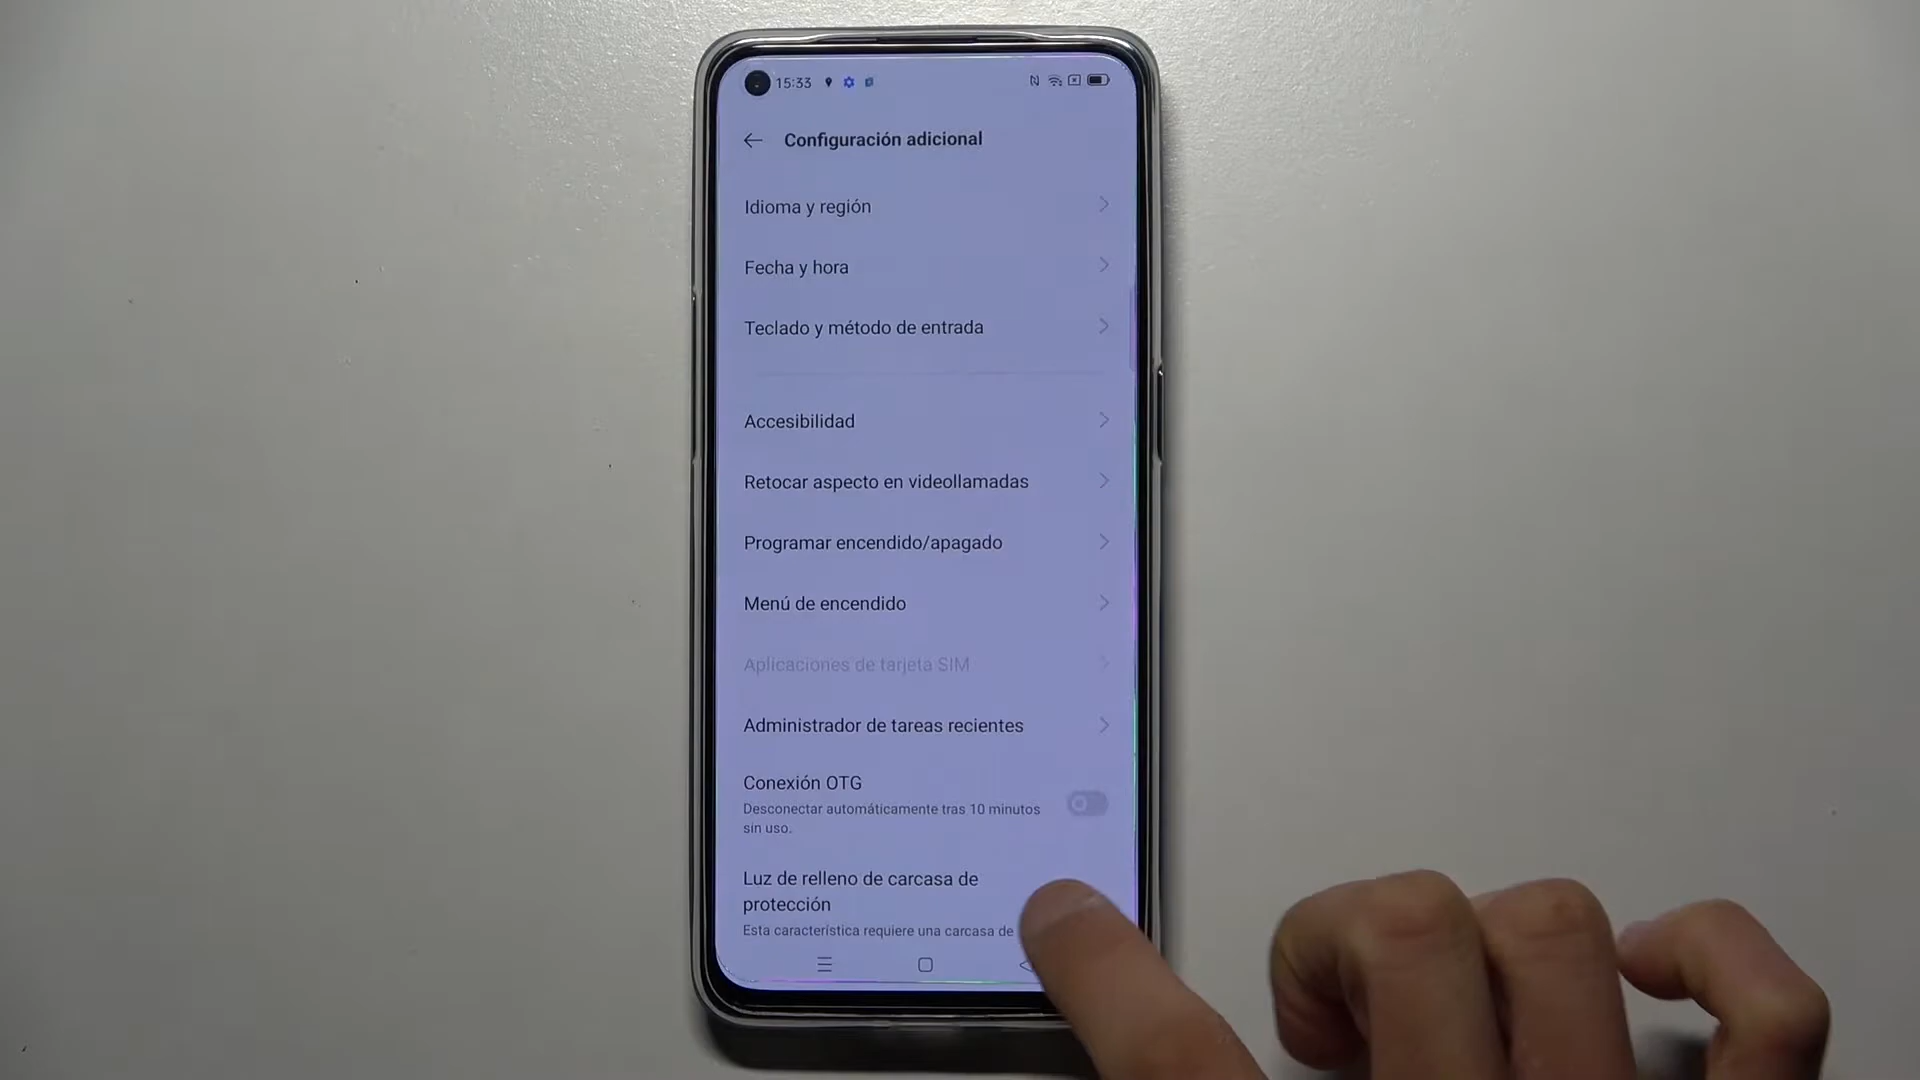 15:33
Configuración adicional
Idioma y región
Fecha y hora
Teclado y método de entrada
Accesibilidad
Retocar aspecto en videollamadas
Programar encendido/apagado
Menú de encendido
Aplicaciones de tarjeta SIM
Administrador de tareas recientes
Conexión OTG
Desconectar automáticamente tras 10 minutos
sin uso.
Luz de relleno de carcasa de
protección
Esta característica requiere una carcasa de